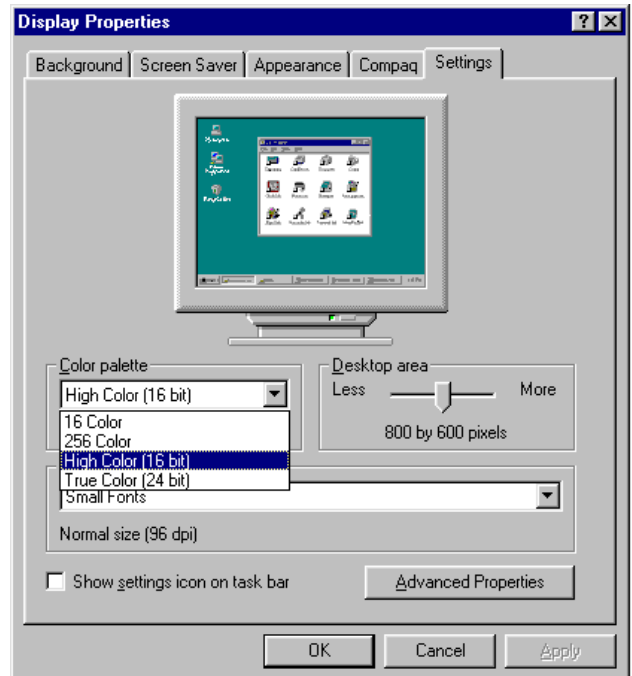 Display Properties
Background Screen Saver Appearance Compaq Settings
Color palette
High Color (16 bit)
16 Color
256 Color
High Color (16 bit)
True Color (24 bit)
Desktop area
Less More
800 by 600 pixels
Small Fonts
Normal size (96 dpi)
Show settings icon on task bar
Advanced Properties
OK Cancel Apply